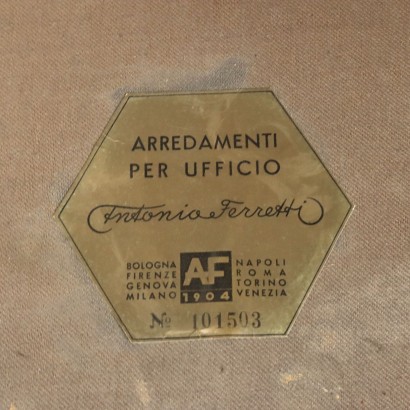 ARREDAMENTI
PER UFFICIO
Antonio Ferretti
BOLOGNA AF NAPOLI
FIRENZE ROMA
GENOVA TORINO
MILANO 1904 VENEZIA
№ 101503